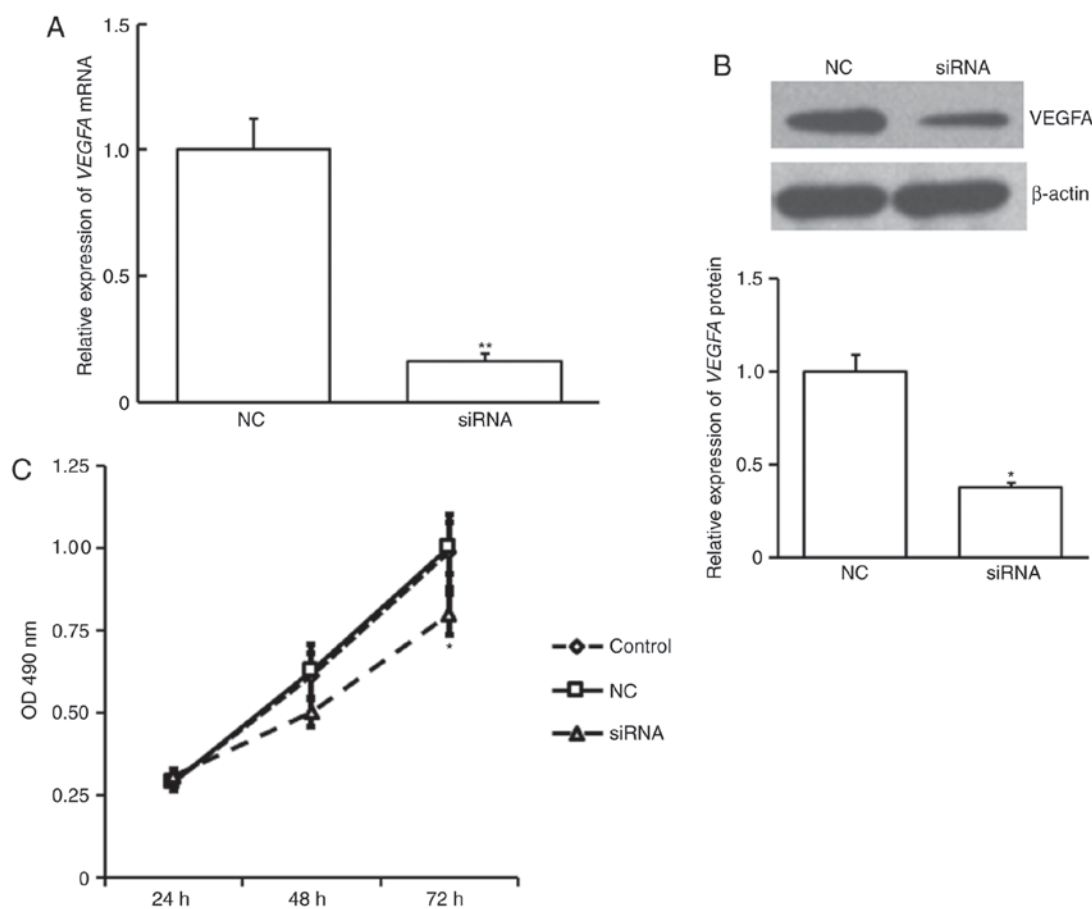 A
Relative expression of VEGFA mRNA
1.5
1.0
0.5
0
**
NC
siRNA
B
NC
siRNA
VEGFA
β-actin
Relative expression of VEGFA protein
1.5
1.0
0.5
0
*
NC
siRNA
C
OD 490 nm
1.25
1.00
0.75
0.50
0.25
0
*
24 h
48 h
72 h
Control
NC
siRNA